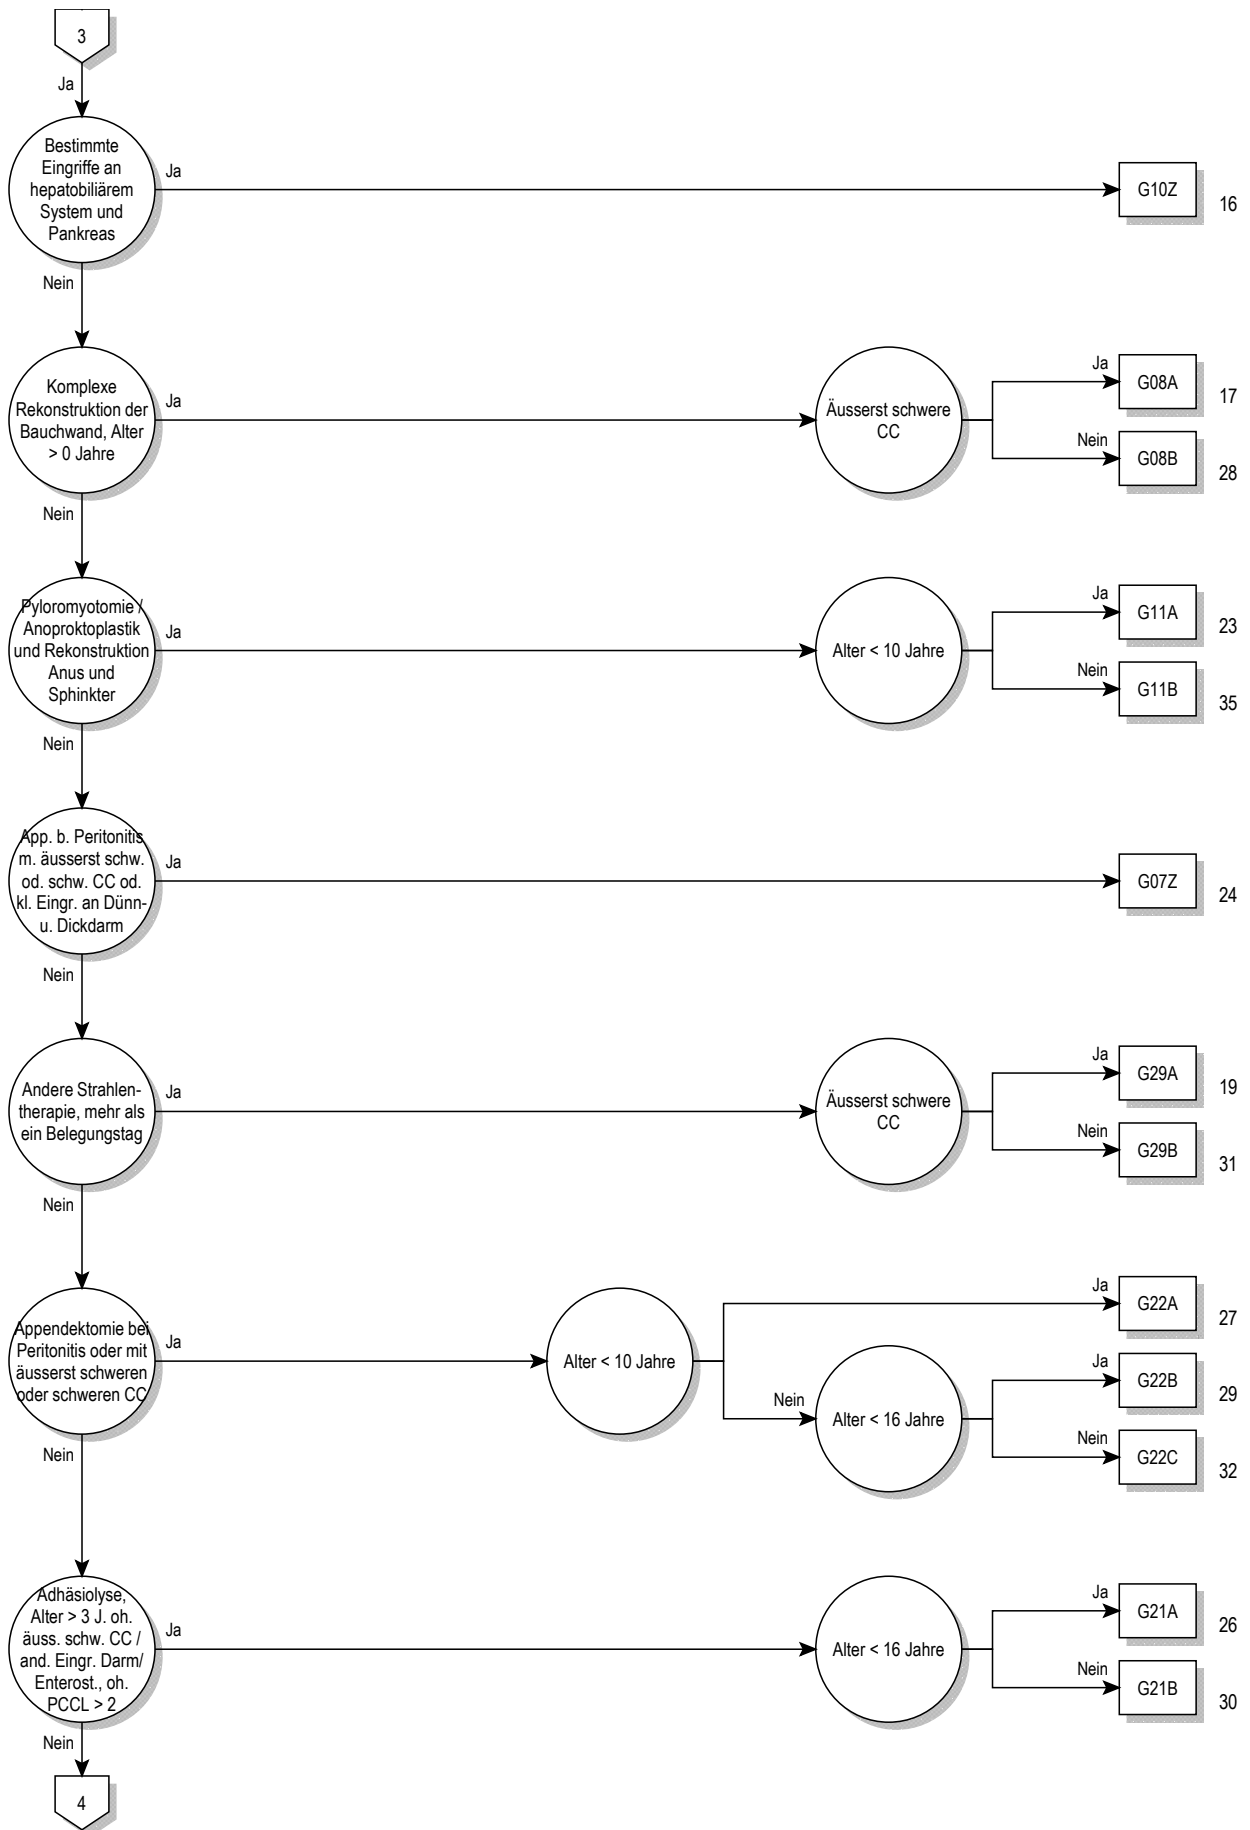 3
Ja
Bestimmte
Eingriffe an
hepatobiliärem
System und
Pankreas
Ja
G10Z
16
Nein
Komplexe
Rekonstruktion der
Bauchwand, Alter
> 0 Jahre
Ja
Äusserst schwere
CC
Ja
G08A
17
Nein
G08B
28
Nein
Pyloromyotomie /
Anoproktoplastik
und Rekonstruktion
Anus und
Sphinkter
Ja
Alter < 10 Jahre
Ja
G11A
23
Nein
G11B
35
Nein
App. b. Peritonitis
m. äusserst schw.
od. schw. CC od.
kl. Eingr. an Dünn-
u. Dickdarm
Ja
G07Z
24
Nein
Andere Strahlen-
therapie, mehr als
ein Belegungstag
Ja
Äusserst schwere
CC
Ja
G29A
19
Nein
G29B
31
Nein
Appendektomie bei
Peritonitis oder mit
äusserst schweren
oder schweren CC
Ja
Alter < 10 Jahre
Ja
G22A
27
Nein
Alter < 16 Jahre
Ja
G22B
29
Nein
G22C
32
Nein
Adhäsiolyse,
Alter > 3 J. oh.
äuss. schw. CC /
and. Eingr. Darm/
Enterost., oh.
PCCL > 2
Ja
Alter < 16 Jahre
Ja
G21A
26
Nein
G21B
30
Nein
4